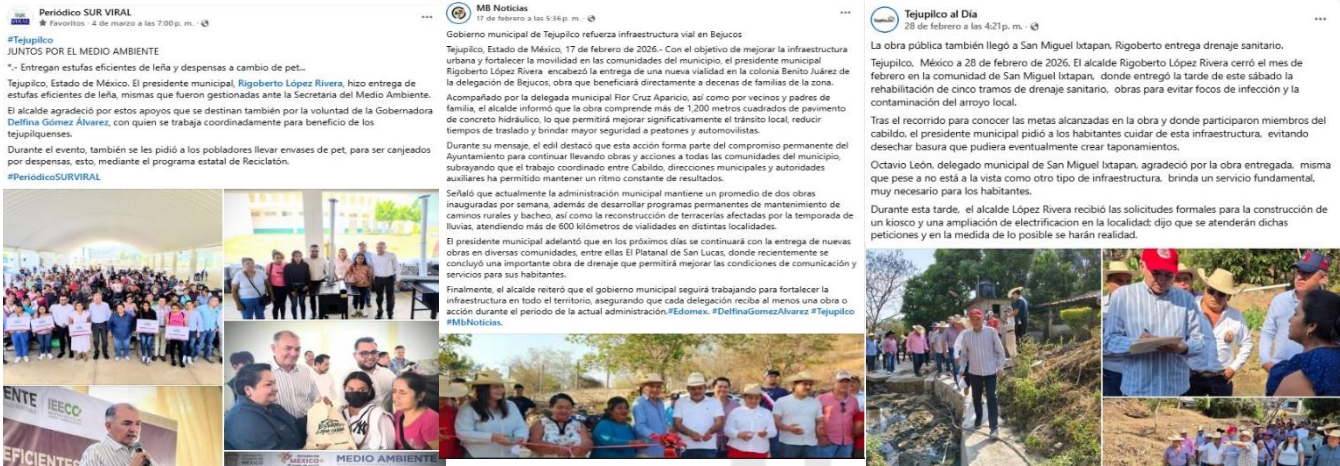 Periódico SUR VIRAL
Favoritos · 4 de marzo a las 7:00 p. m. ·
#Tejupilco
JUNTOS POR EL MEDIO AMBIENTE
*.- Entregan estufas eficientes de leña y despensas a cambio de pet...
Tejupilco, Estado de México. El presidente municipal, Rigoberto López Rivera, hizo entrega de
estufas eficientes de leña, mismas que fueron gestionadas ante la Secretaria del Medio Ambiente.
El alcalde agradeció por estos apoyos que se destinan también por la voluntad de la Gobernadora
Delfina Gómez Álvarez, con quien se trabaja coordinadamente para beneficio de los
tejupilquenses.
Durante el evento, también se les pidió a los pobladores llevar envases de pet, para ser canjeados
por despensas, esto, mediante el programa estatal de Reciclatón.
#PeriódicoSURVIRAL
ENTE
IEECO
EFICIENTES
MÉXICO
MEDIO AMBIENTE
MB Noticias
17 de febrero a las 5:36 p. m. ·
Gobierno municipal de Tejupilco refuerza infraestructura vial en Bejucos
Tejupilco, Estado de México, 17 de febrero de 2026.- Con el objetivo de mejorar la infraestructura
urbana y fortalecer la movilidad en las comunidades del municipio, el presidente municipal
Rigoberto López Rivera encabezó la entrega de una nueva vialidad en la colonia Benito Juárez de
la delegación de Bejucos, obra que beneficiará directamente a decenas de familias de la zona.
Acompañado por la delegada municipal Flor Cruz Aparicio, así como por vecinos y padres de
familia, el alcalde informó que la obra comprende más de 1,200 metros cuadrados de pavimento
de concreto hidráulico, lo que permitirá mejorar significativamente el tránsito local, reducir
tiempos de traslado y brindar mayor seguridad a peatones y automovilistas.
Durante su mensaje, el edil destacó que esta acción forma parte del compromiso permanente del
Ayuntamiento para continuar llevando obras y acciones a todas las comunidades del municipio,
subrayando que el trabajo coordinado entre Cabildo, direcciones municipales y autoridades
auxiliares ha permitido mantener un ritmo constante de resultados.
Señaló que actualmente la administración municipal mantiene un promedio de dos obras
inauguradas por semana, además de desarrollar programas permanentes de mantenimiento de
caminos rurales y bacheo, así como la reconstrucción de terracerías afectadas por la temporada de
lluvias, atendiendo más de 600 kilómetros de vialidades en distintas localidades.
El presidente municipal adelantó que en los próximos días se continuará con la entrega de nuevas
obras en diversas comunidades, entre ellas El Platanal de San Lucas, donde recientemente se
concluyó una importante obra de drenaje que permitirá mejorar las condiciones de comunicación y
servicios para sus habitantes.
Finalmente, el alcalde reiteró que el gobierno municipal seguirá trabajando para fortalecer la
infraestructura en todo el territorio, asegurando que cada delegación reciba al menos una obra o
acción durante el periodo de la actual administración.#Edomex. #DelfinaGomezAlvarez #Tejupilco
#MbNoticias.
Tejupilco al Día
28 de febrero a las 4:21 p. m. ·
La obra pública también llegó a San Miguel Ixtapan, Rigoberto entrega drenaje sanitario.
Tejupilco, México a 28 de febrero de 2026. El alcalde Rigoberto López Rivera cerró el mes de
febrero en la comunidad de San Miguel Ixtapan, donde entregó la tarde de este sábado la
rehabilitación de cinco tramos de drenaje sanitario, obras para evitar focos de infección y la
contaminación del arroyo local.
Tras el recorrido para conocer las metas alcanzadas en la obra y donde participaron miembros del
cabildo, el presidente municipal pidió a los habitantes cuidar de esta infraestructura, evitando
desechar basura que pudiera eventualmente crear taponamientos.
Octavio León, delegado municipal de San Miguel Ixtapan, agradeció por la obra entregada, misma
que pese a no está a la vista como otro tipo de infraestructura, brinda un servicio fundamental,
muy necesario para los habitantes.
Durante esta tarde, el alcalde López Rivera recibió las solicitudes formales para la construcción de
un kiosco y una ampliación de electrificacion en la localidad; dijo que se atenderán dichas
peticiones y en la medida de lo posible se harán realidad.